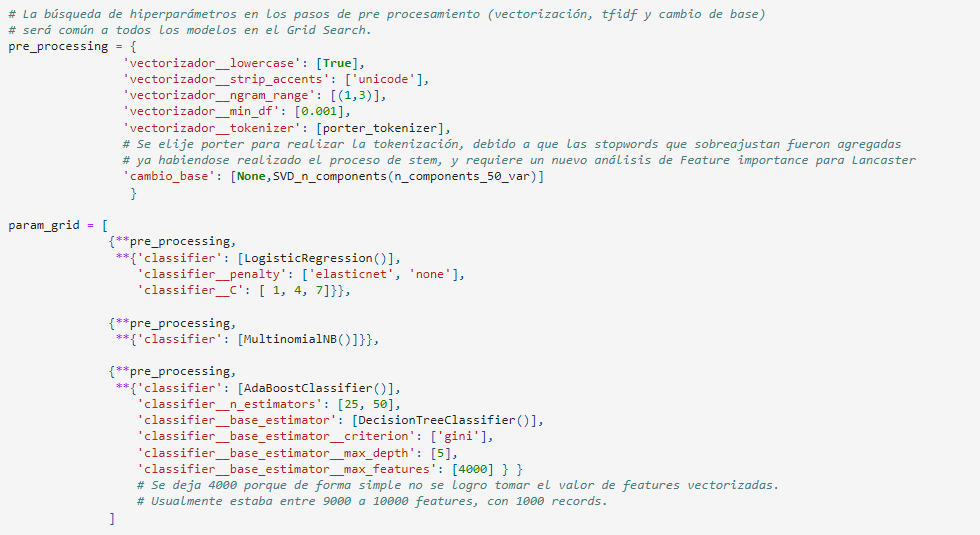 # La búsqueda de hiperparámetros en los pasos de pre procesamiento (vectorización, tfidf y cambio de base)
# será común a todos los modelos en el Grid Search.
pre_processing = {
'vectorizador__lowercase': [True],
'vectorizador__strip_accents': ['unicode'],
'vectorizador__ngram_range': [(1,3)],
'vectorizador__min_df': [0.001],
'vectorizador__tokenizer': [porter_tokenizer],
# Se elije porter para realizar la tokenización, debido a que las stopwords que sobreajustan fueron agregadas
# ya habiendose realizado el proceso de stem, y requiere un nuevo análisis de Feature importance para Lancaster
'cambio_base': [None,SVD_n_components(n_components_50_var)]
}
param_grid = [
{**pre_processing,
**{'classifier': [LogisticRegression()],
'classifier__penalty': ['elasticnet', 'none'],
'classifier__C': [ 1, 4, 7]}},
{**pre_processing,
**{'classifier': [MultinomialNB()]}},
{**pre_processing,
**{'classifier': [AdaBoostClassifier()],
'classifier__n_estimators': [25, 50],
'classifier__base_estimator': [DecisionTreeClassifier()],
'classifier__base_estimator__criterion': ['gini'],
'classifier__base_estimator__max_depth': [5],
'classifier__base_estimator__max_features': [4000] } }
# Se deja 4000 porque de forma simple no se logro tomar el valor de features vectorizadas.
# Usualmente estaba entre 9000 a 10000 features, con 1000 records.
]